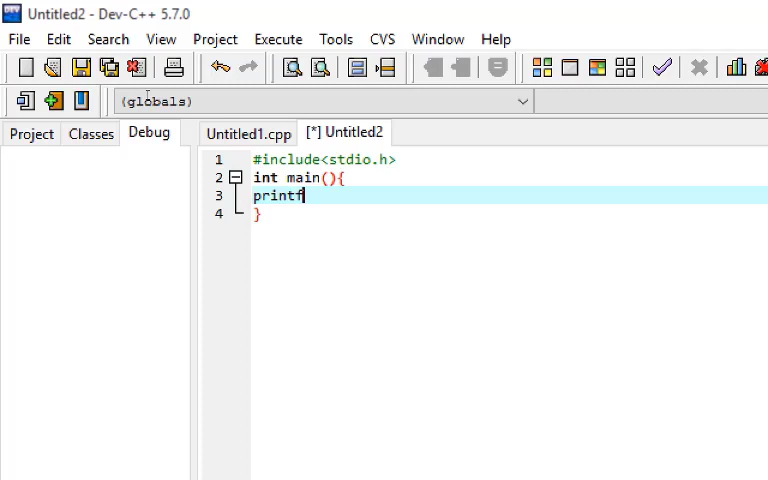 Untitled2 - Dev-C++ 5.7.0
File Edit Search View Project Execute Tools CVS Window Help
(globals)
Project Classes Debug Untitled1.cpp [*] Untitled2
1 #include<stdio.h>
2 int main(){
3 printf
4 }